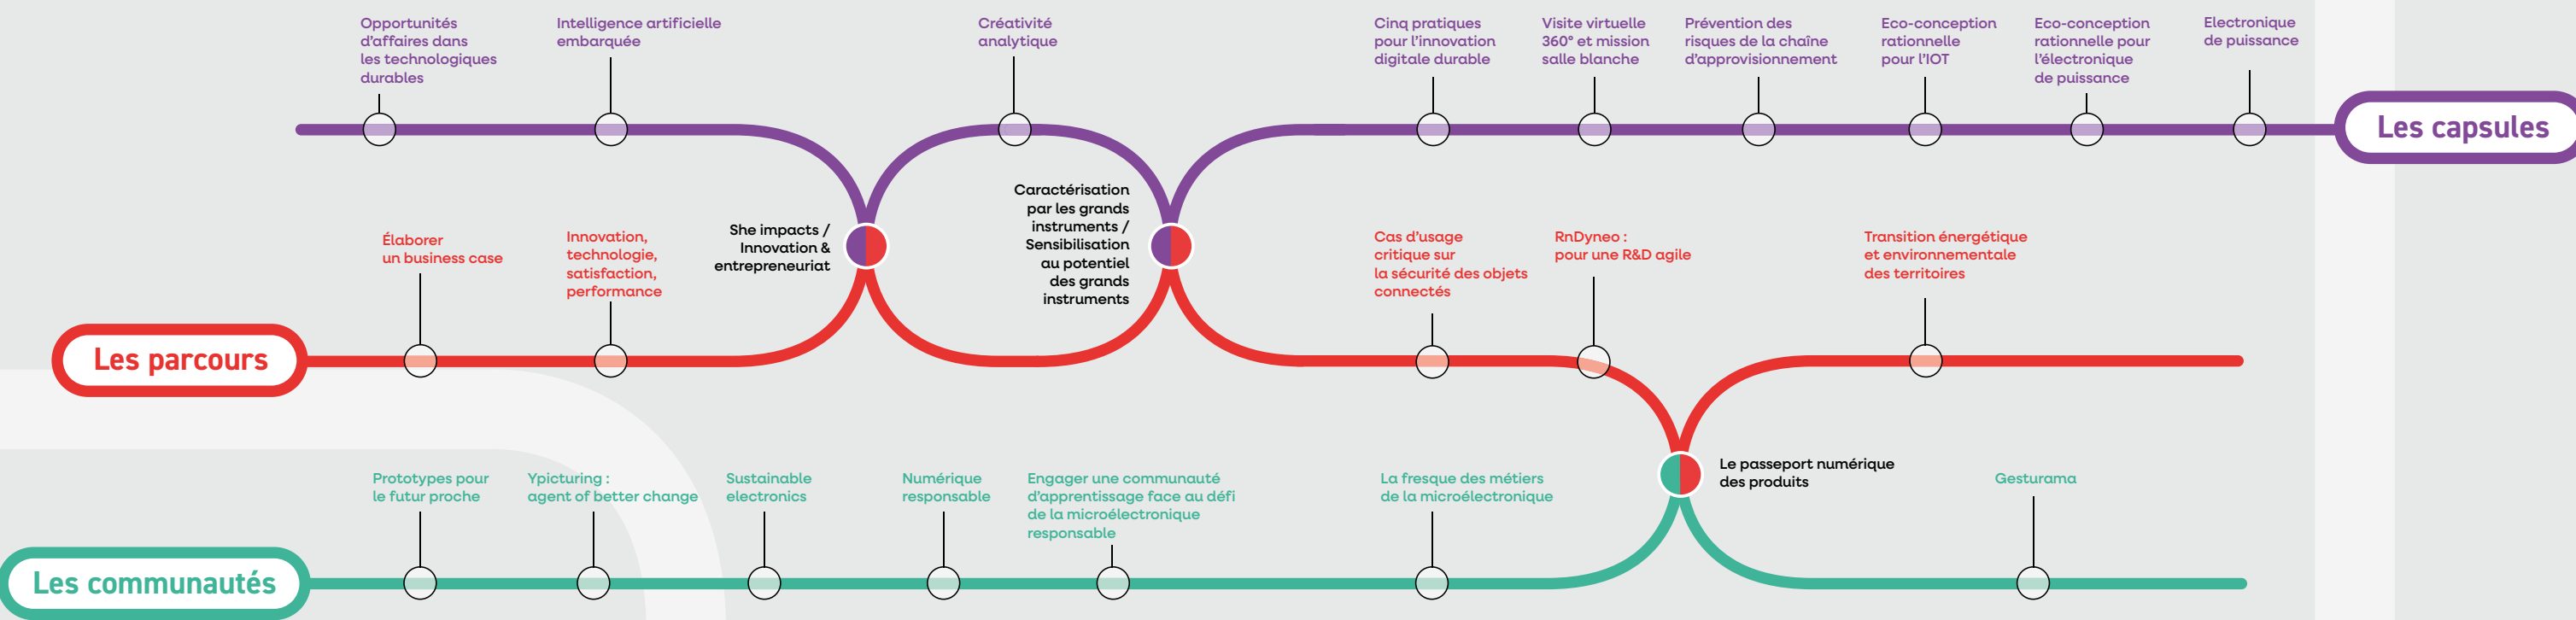 Opportunités
d'affaires dans
les technologiques
durables
Intelligence artificielle
embarquée
Créativité
analytique
Cinq pratiques
pour l'innovation
digitale durable
Visite virtuelle
360° et mission
salle blanche
Prévention des
risques de la chaîne
d'approvisionnement
Eco-conception
rationnelle
pour l'IOT
Eco-conception
rationnelle pour
l'électronique
de puissance
Electronique
de puissance
Les capsules
Élaborer
un business case
Innovation,
technologie,
satisfaction,
performance
She impacts /
Innovation &
entrepreneuriat
Caractérisation
par les grands
instruments /
Sensibilisation
au potentiel
des grands
instruments
Cas d'usage
critique sur
la sécurité des objets
connectés
RnDyneo :
pour une R&D agile
Transition énergétique
et environnementale
des territoires
Les parcours
Prototypes pour
le futur proche
Ypicturing :
agent of better change
Sustainable
electronics
Numérique
responsable
Engager une communauté
d'apprentissage face au défi
de la microélectronique
responsable
La fresque des métiers
de la microélectronique
Le passeport numérique
des produits
Gesturama
Les communautés